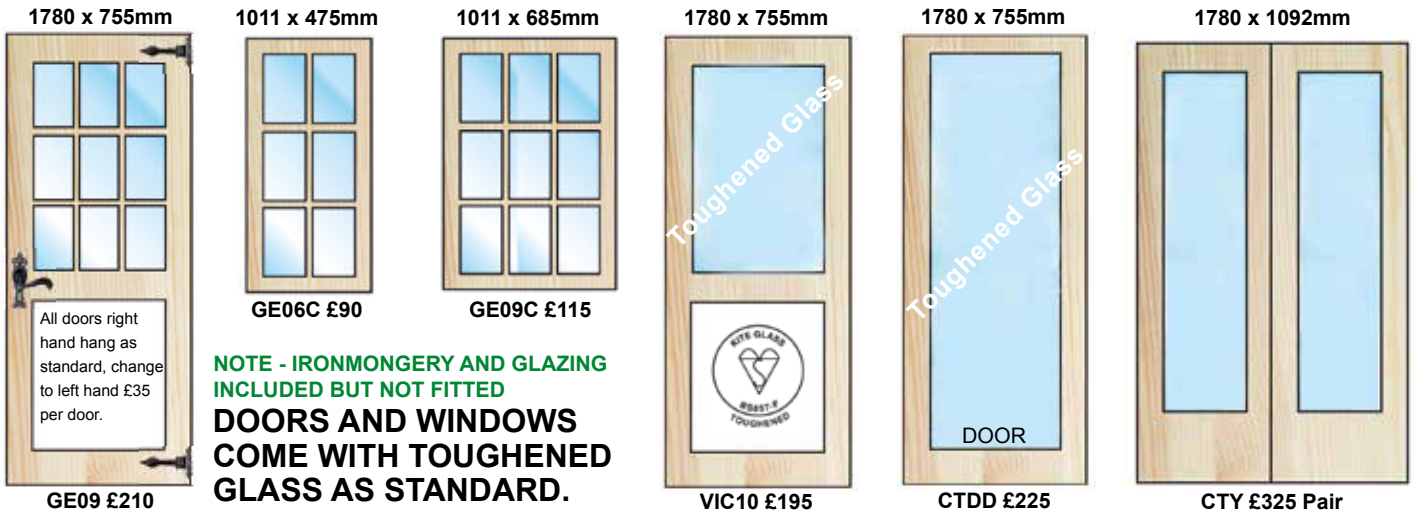 1780 x 755mm
1011 x 475mm
1011 x 685mm
1780 x 755mm
1780 x 755mm
1780 x 1092mm
All doors right
hand hang as
standard, change
to left hand £35
per door.
GE09 £210
GE06C £90
GE09C £115
NOTE - IRONMONGERY AND GLAZING
INCLUDED BUT NOT FITTED
DOORS AND WINDOWS
COME WITH TOUGHENED
GLASS AS STANDARD.
Toughened Glass
KITE GLASS
BS857-F
TOUGHENED
VIC10 £195
Toughened Glass
DOOR
CTDD £225
CTY £325 Pair